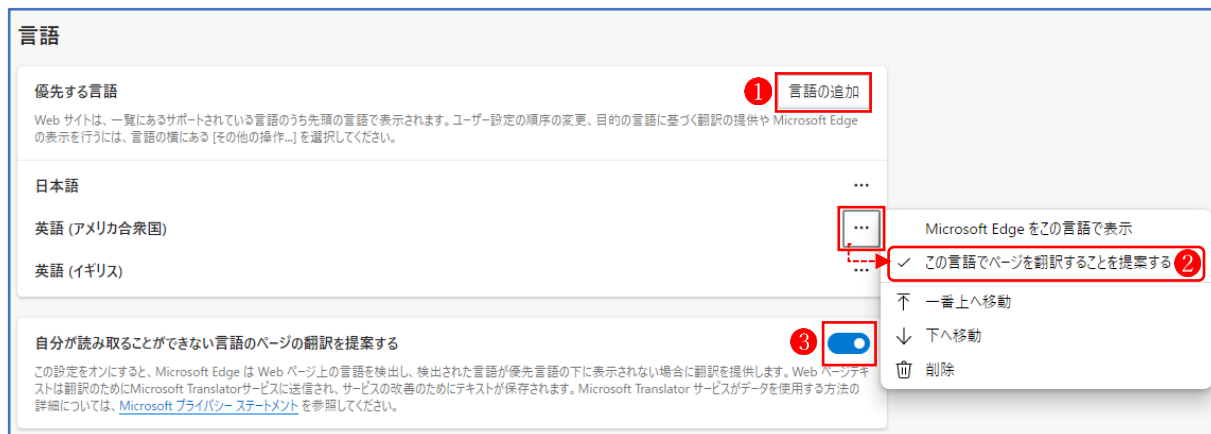 言語
優先する言語
1 言語の追加
Web サイトは、一覧にあるサポートされている言語のうち先頭の言語で表示されます。ユーザー設定の順序の変更、目的の言語に基づく翻訳の提供や Microsoft Edge
の表示を行うには、言語の横にある [その他の操作...] を選択してください。
日本語 ...
英語 (アメリカ合衆国) ...
英語 (イギリス) ...
Microsoft Edge をこの言語で表示
✓ この言語でページを翻訳することを提案する 2
一番上へ移動
下へ移動
削除
自分が読み取ることができない言語のページの翻訳を提案する 3
この設定をオンにすると、Microsoft Edge は Web ページ上の言語を検出し、検出された言語が優先言語の下に表示されない場合に翻訳を提供します。Web ページテキ
ストは翻訳のためにMicrosoft Translatorサービスに送信され、サービスの改善のためにテキストが保存されます。Microsoft Translator サービスがデータを使用する方法の
詳細については、Microsoft プライバシー ステートメント を参照してください。